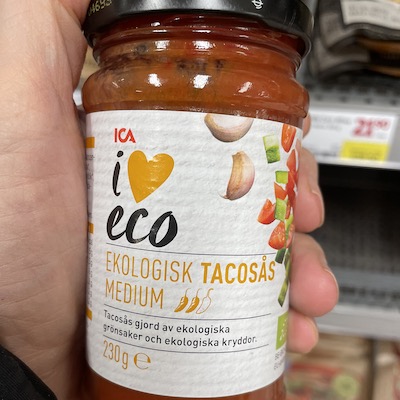 ICA
i
eco
EKOLOGISK TACOSÅS
MEDIUM
Tacosås gjord av ekologiska
grönsaker och ekologiska kryddor.
230g ℮